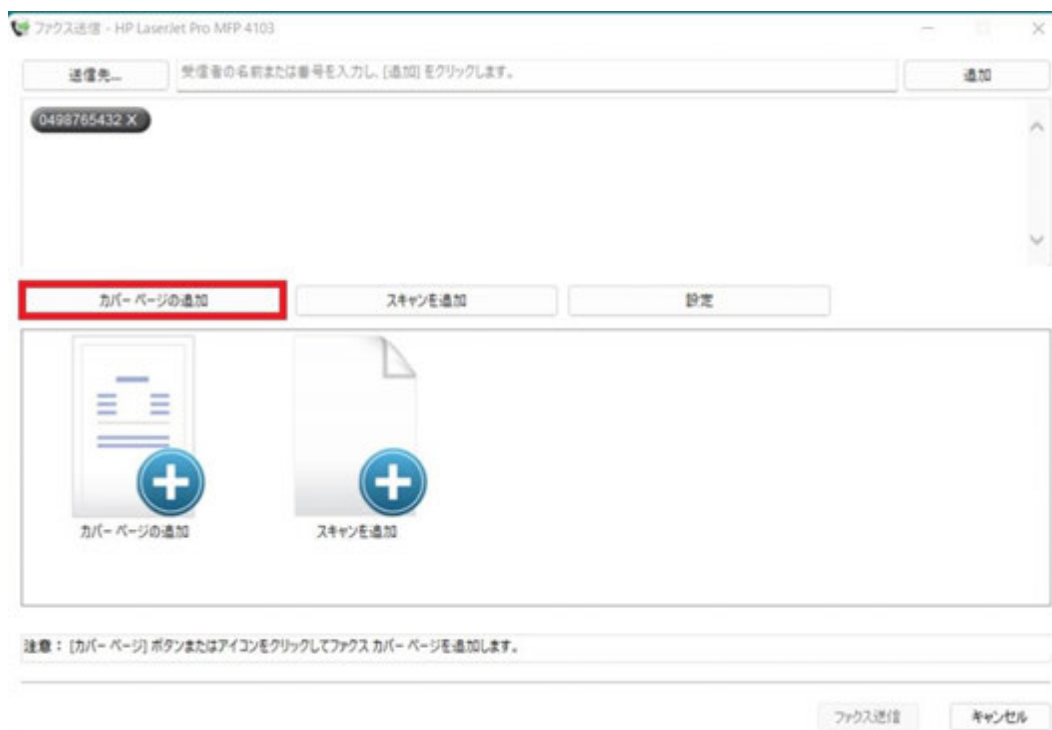 ファクス送信 - HP LaserJet Pro MFP 4103
送信先...
受信者の名前または番号を入力し、[追加] をクリックします。
追加
0498765432 X
カバー ページの追加
スキャンを追加
設定
カバー ページの追加
スキャンを追加
注意： [カバー ページ] ボタンまたはアイコンをクリックしてファクス カバー ページを追加します。
ファクス送信
キャンセル